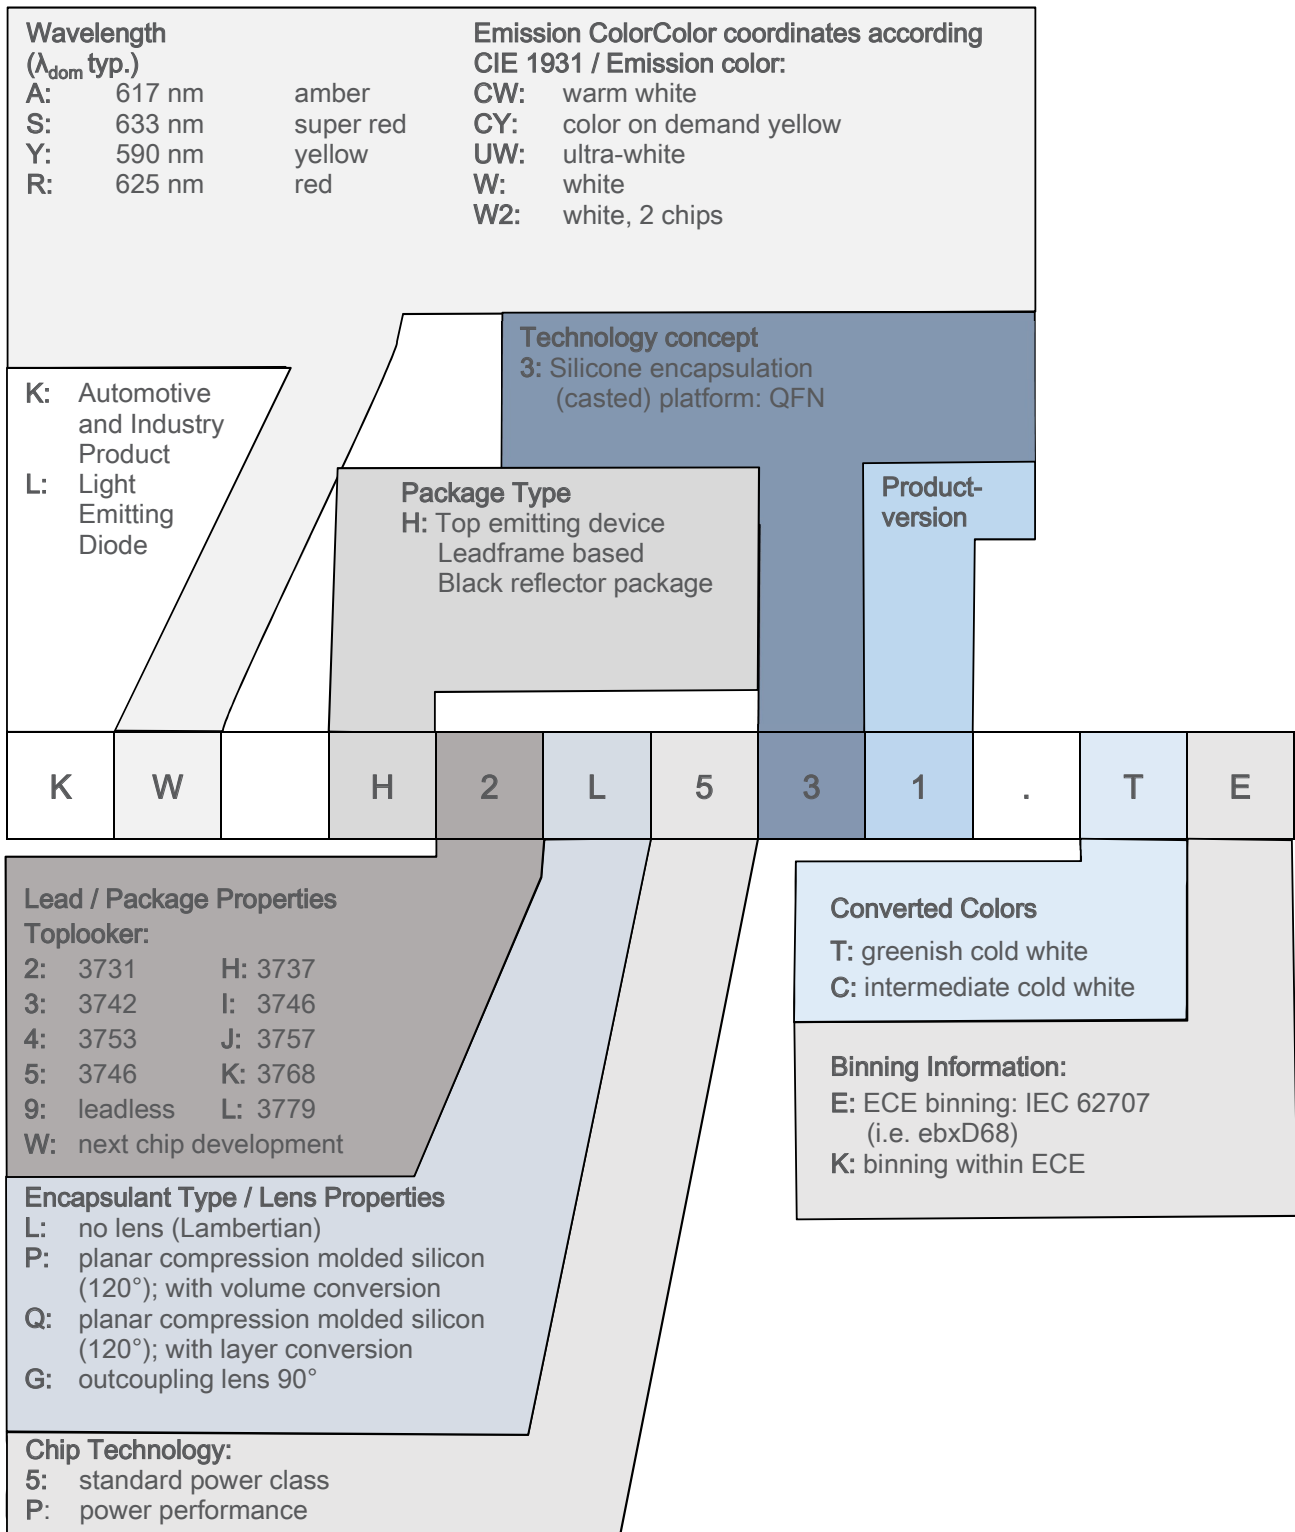 Wavelength
(λdom typ.)
A: 617 nm amber
S: 633 nm super red
Y: 590 nm yellow
R: 625 nm red
Emission ColorColor coordinates according
CIE 1931 / Emission color:
CW: warm white
CY: color on demand yellow
UW: ultra-white
W: white
W2: white, 2 chips
Technology concept
3: Silicone encapsulation
(casted) platform: QFN
K: Automotive
and Industry
Product
L: Light
Emitting
Diode
Package Type
H: Top emitting device
Leadframe based
Black reflector package
Product-
version
K W H 2 L 5 3 1 . T E
Lead / Package Properties
Toplooker:
2: 3731 H: 3737
3: 3742 I: 3746
4: 3753 J: 3757
5: 3746 K: 3768
9: leadless L: 3779
W: next chip development
Converted Colors
T: greenish cold white
C: intermediate cold white
Binning Information:
E: ECE binning: IEC 62707
(i.e. ebxD68)
K: binning within ECE
Encapsulant Type / Lens Properties
L: no lens (Lambertian)
P: planar compression molded silicon
(120°); with volume conversion
Q: planar compression molded silicon
(120°); with layer conversion
G: outcoupling lens 90°
Chip Technology:
5: standard power class
P: power performance